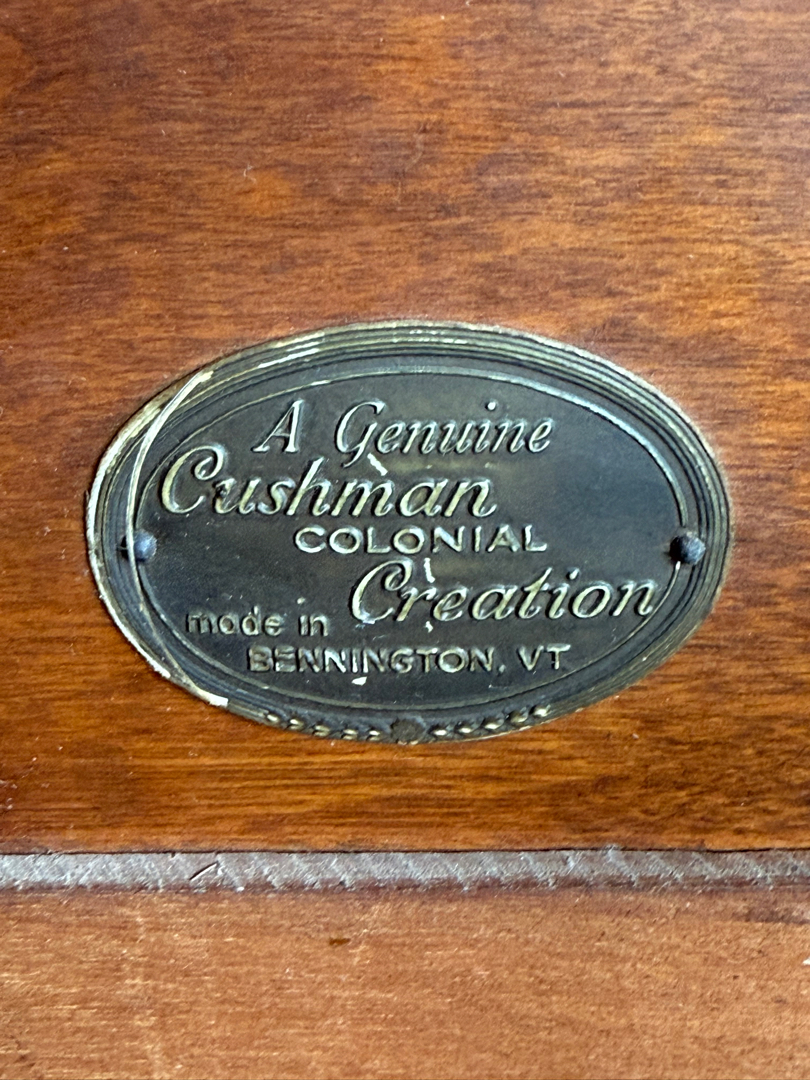 A Genuine
Cushman
COLONIAL
Creation
made in
BENNINGTON, VT